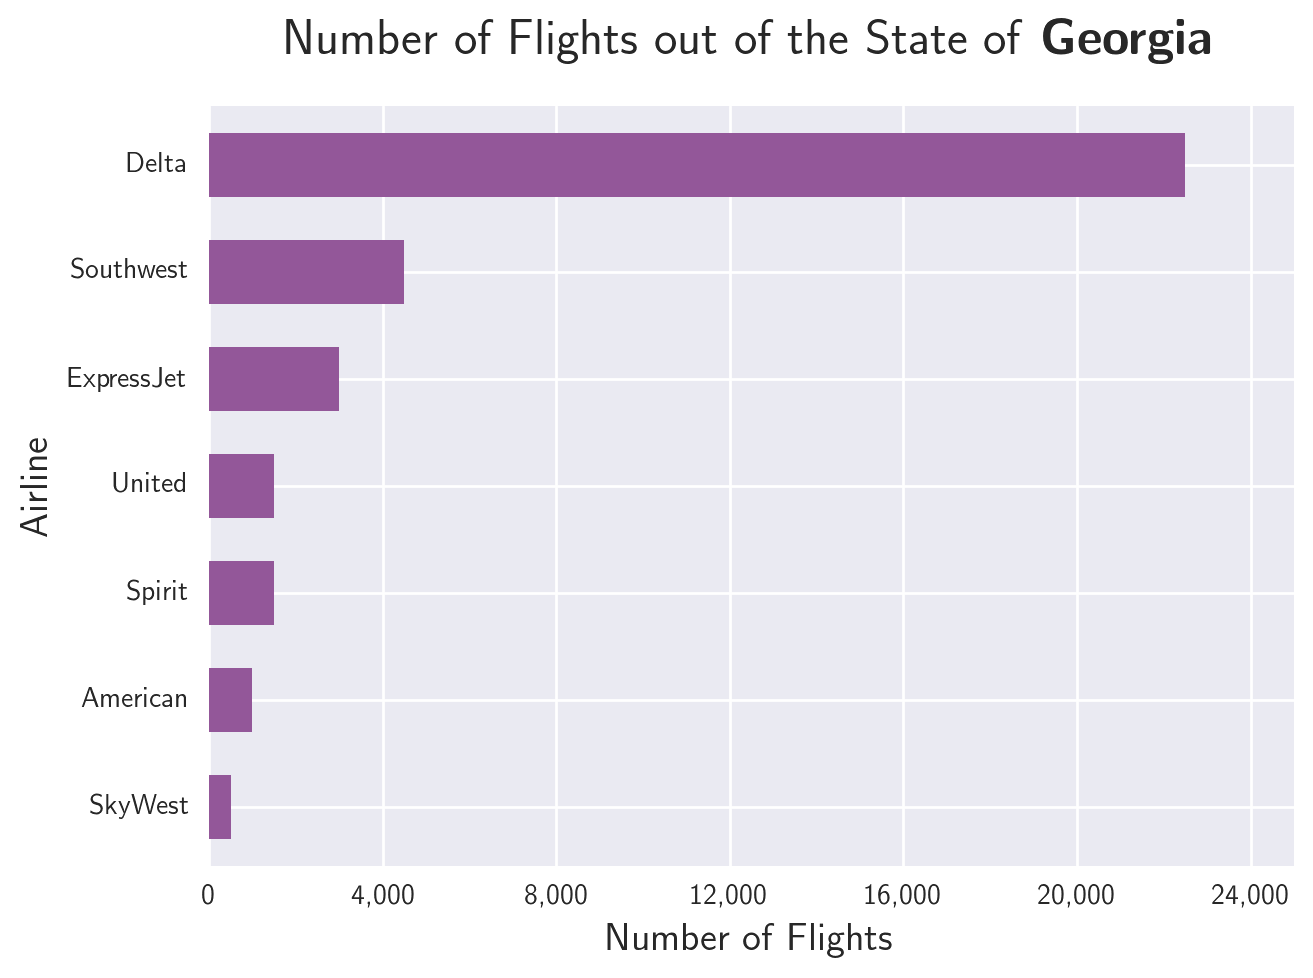 Number of Flights out of the State of Georgia
Delta
Southwest
ExpressJet
United
Spirit
American
SkyWest
Airline
0 4,000 8,000 12,000 16,000 20,000 24,000
Number of Flights